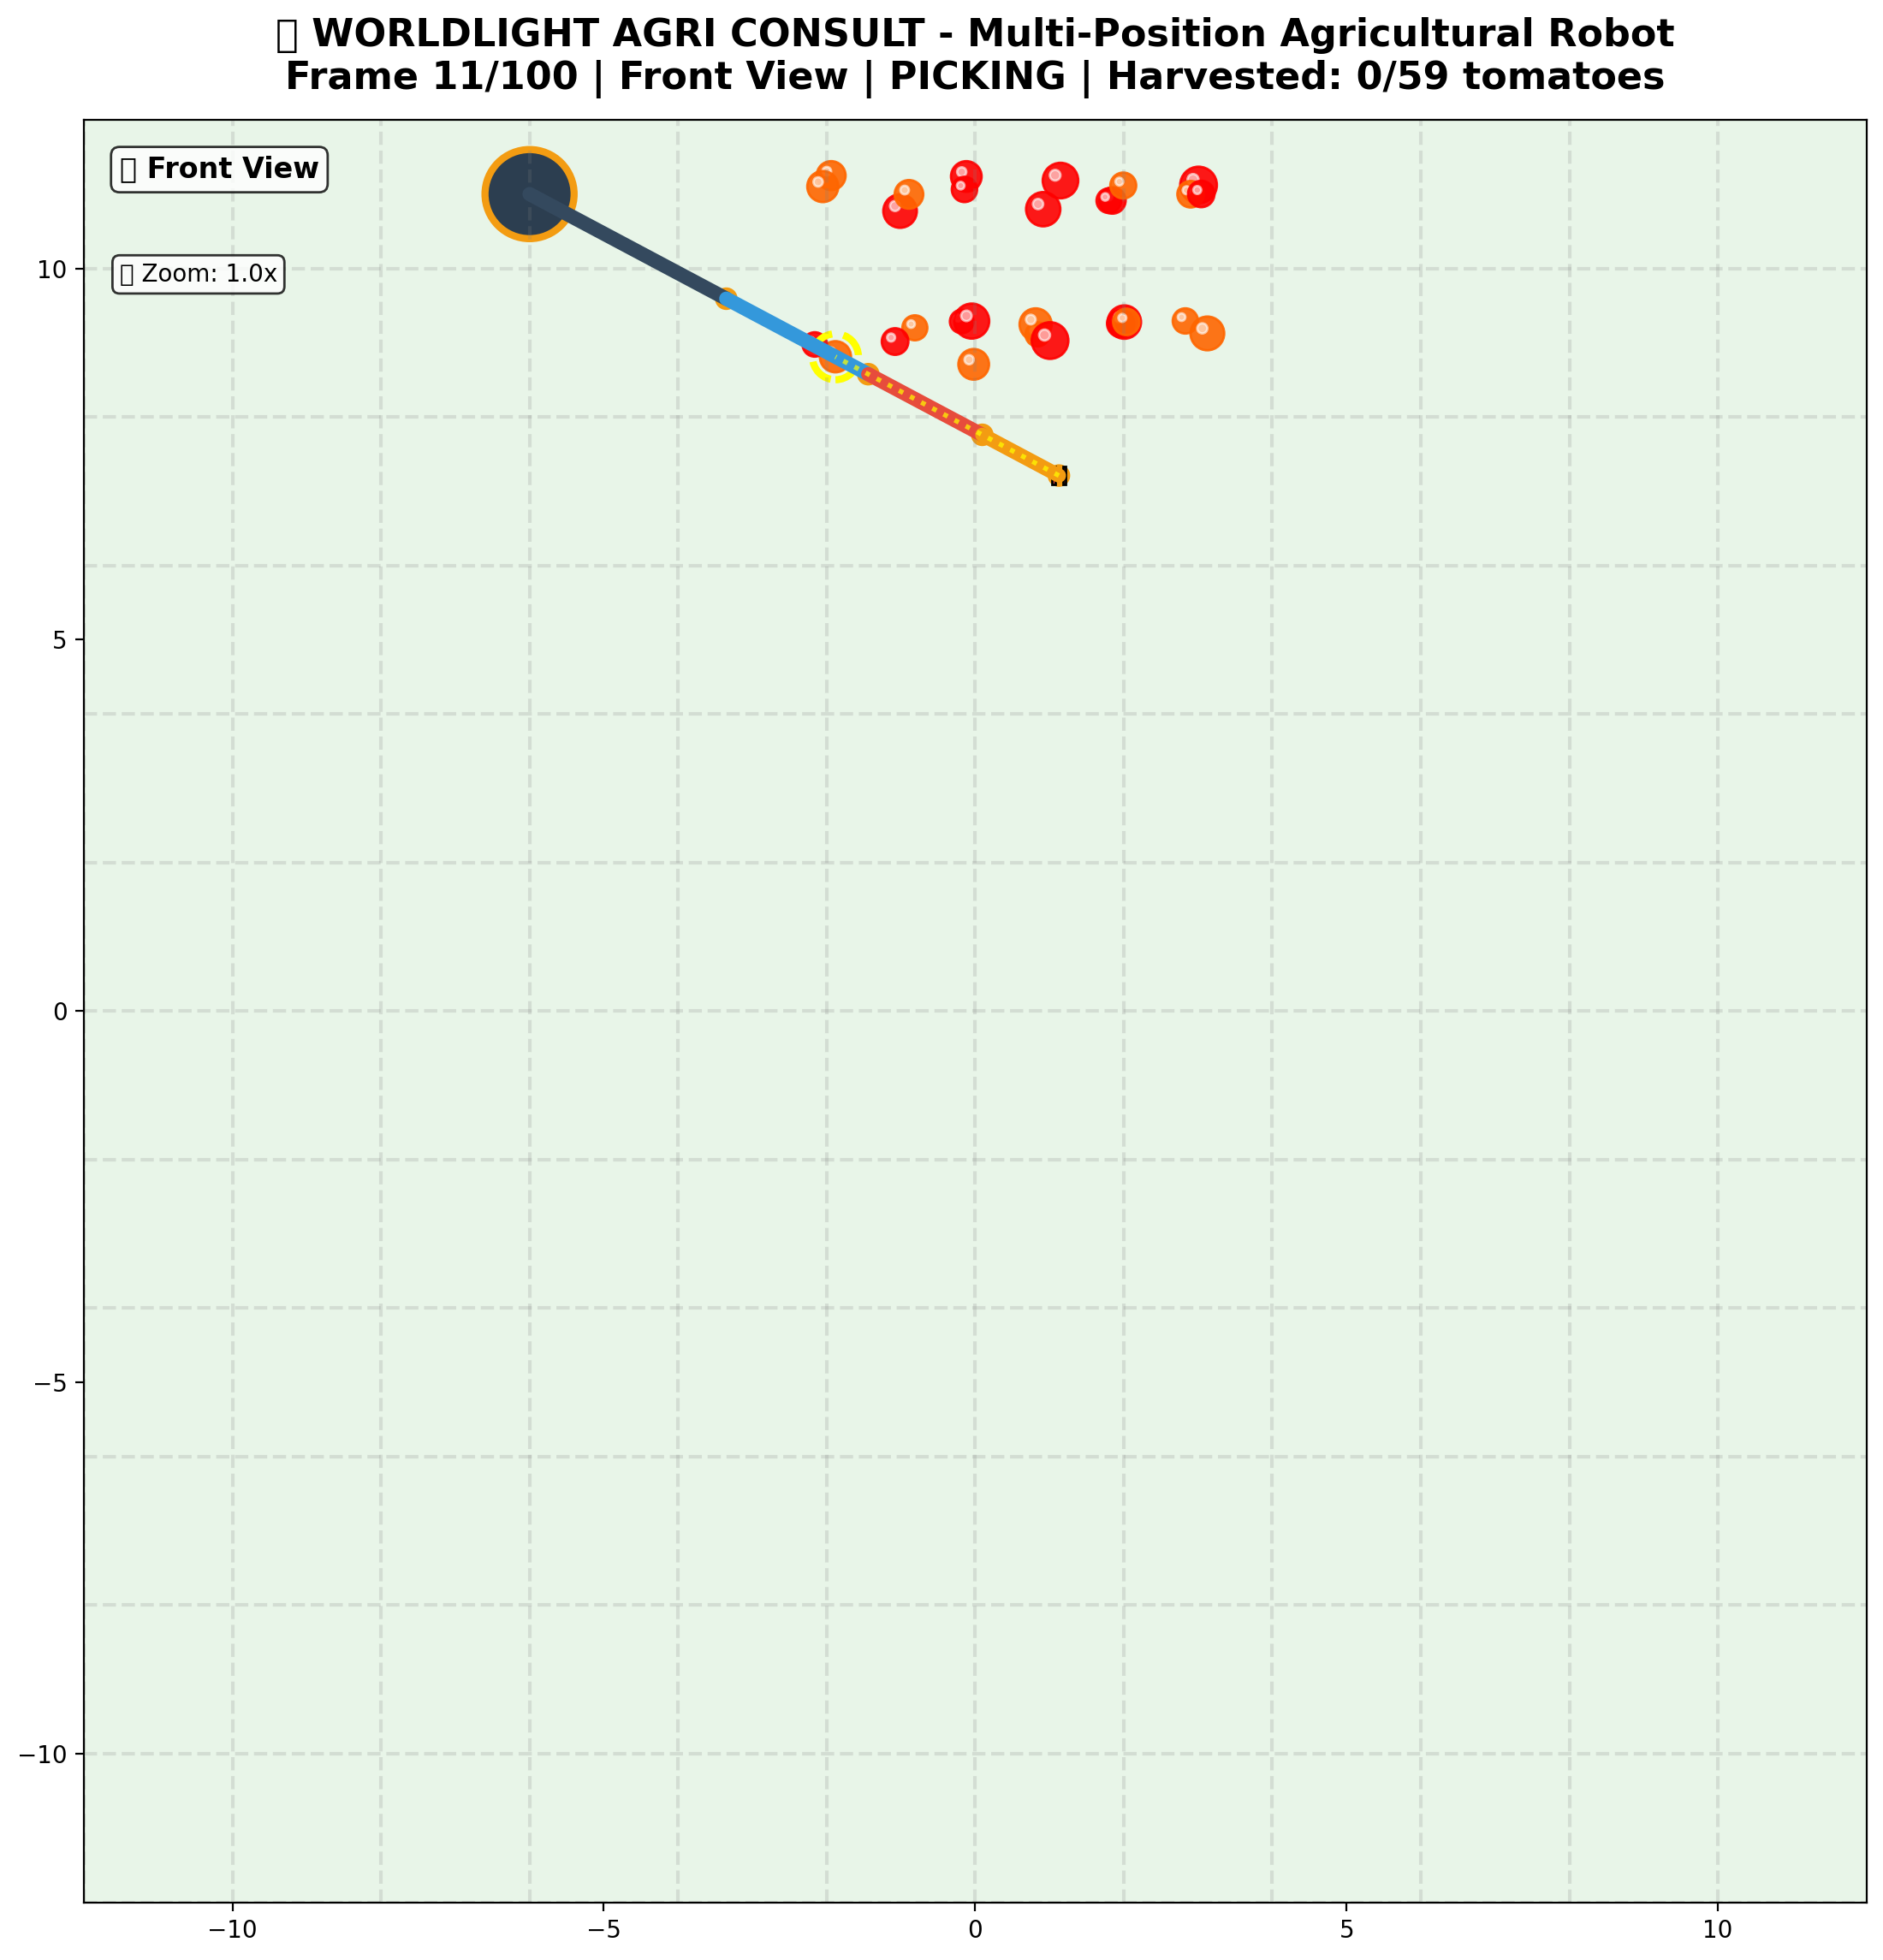 WORLDLIGHT AGRI CONSULT - Multi-Position Agricultural Robot
Frame 11/100 | Front View | PICKING | Harvested: 0/59 tomatoes
Front View
Zoom: 1.0x
10
5
0
−5
−10
−10
−5
0
5
10